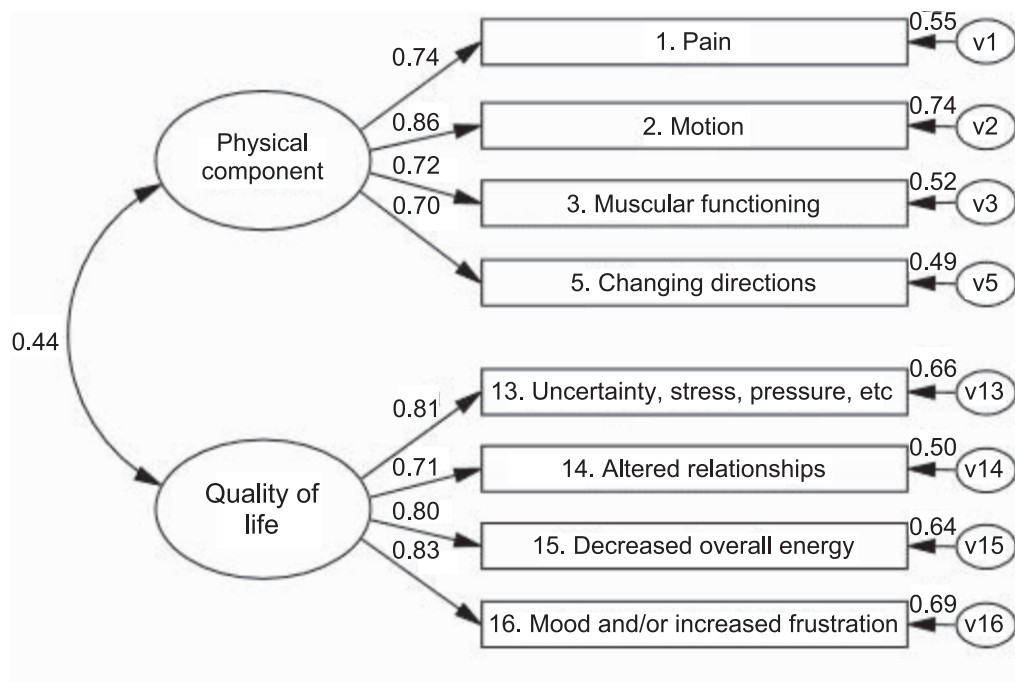 0.55
1. Pain
v1
0.74
0.86
2. Motion
0.74
v2
Physical
component
0.72
3. Muscular functioning
0.52
v3
0.70
5. Changing directions
0.49
v5
0.44
0.81
13. Uncertainty, stress, pressure, etc
0.66
v13
0.71
14. Altered relationships
0.50
v14
Quality of
life
0.80
15. Decreased overall energy
0.64
v15
0.83
16. Mood and/or increased frustration
0.69
v16